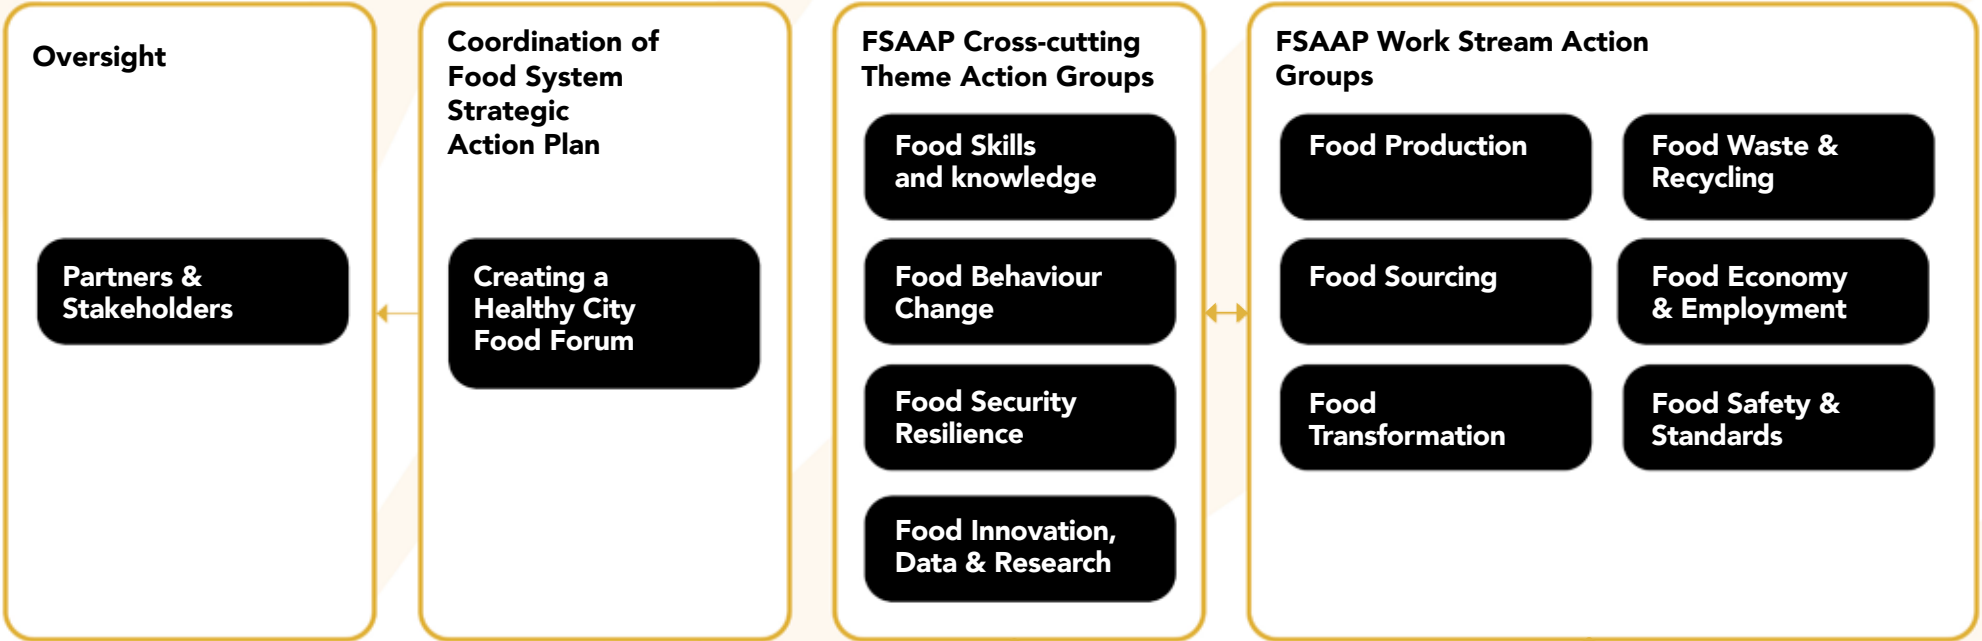 Oversight
Partners &
Stakeholders
Coordination of
Food System
Strategic
Action Plan
Creating a
Healthy City
Food Forum
FSAAP Cross-cutting
Theme Action Groups
Food Skills
and knowledge
Food Behaviour
Change
Food Security
Resilience
Food Innovation,
Data & Research
FSAAP Work Stream Action
Groups
Food Production
Food Waste &
Recycling
Food Sourcing
Food Economy
& Employment
Food
Transformation
Food Safety &
Standards